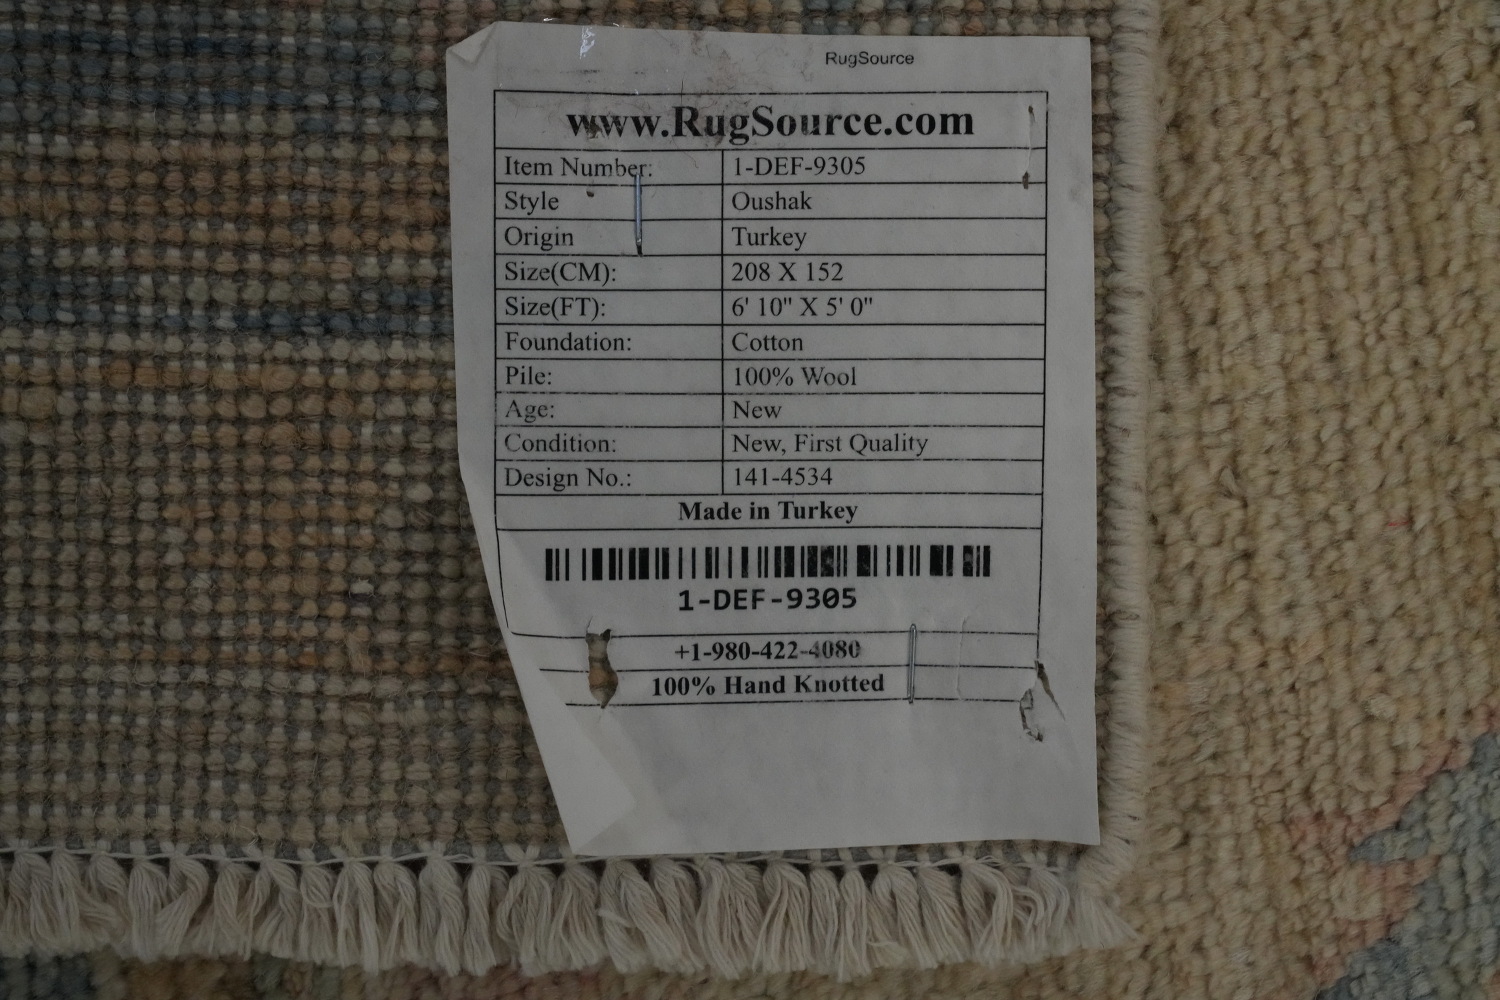 RugSource
www.RugSource.com
Item Number: 1-DEF-9305
Style Oushak
Origin Turkey
Size(CM): 208 X 152
Size(FT): 6' 10" X 5' 0"
Foundation: Cotton
Pile: 100% Wool
Age: New
Condition: New, First Quality
Design No.: 141-4534
Made in Turkey
1-DEF-9305
+1-980-422-4080
100% Hand Knotted